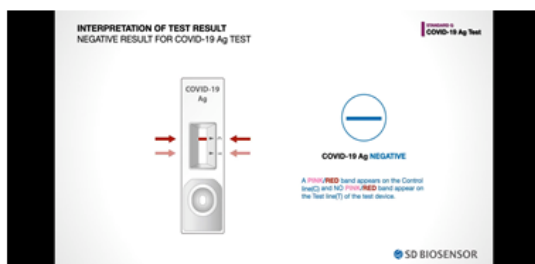 INTERPRETATION OF TEST RESULT
NEGATIVE RESULT FOR COVID-19 Ag TEST
STANDARD Q
COVID-19 Ag Test
COVID-19
Ag
C
T
COVID-19 Ag NEGATIVE
A PINK/RED band appears on the Control
line(C) and NO PINK/RED band appear on
the Test line(T) of the test device.
SD BIOSENSOR